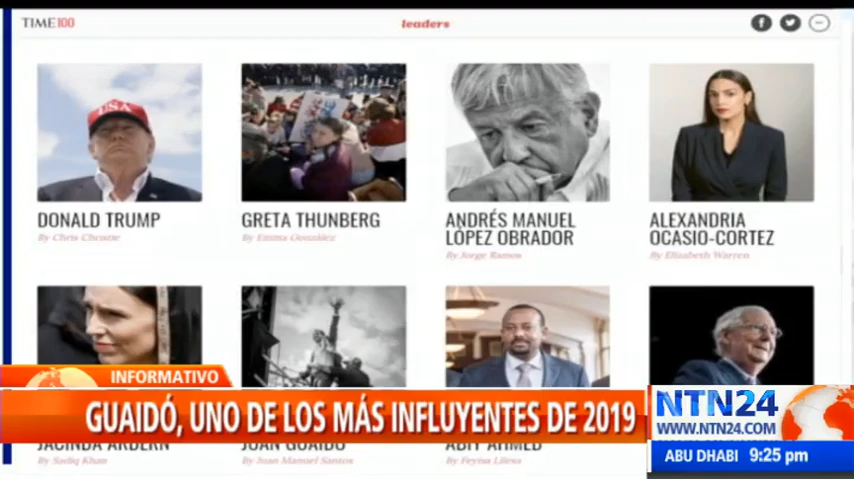 TIME100
leaders
DONALD TRUMP
By Chris Christie
GRETA THUNBERG
By Emma González
ANDRÉS MANUEL
LÓPEZ OBRADOR
By Jorge Ramos
ALEXANDRIA
OCASIO-CORTEZ
By Elizabeth Warren
USA
JACINDA ARDERN
By Sadiq Khan
JUAN GUAIDÓ
By Juan Manuel Santos
ABIY AHMED
By Feyisa Lilesa
INFORMATIVO
GUAIDÓ, UNO DE LOS MÁS INFLUYENTES DE 2019
NTN24
WWW.NTN24.COM
ABU DHABI 9:25 pm